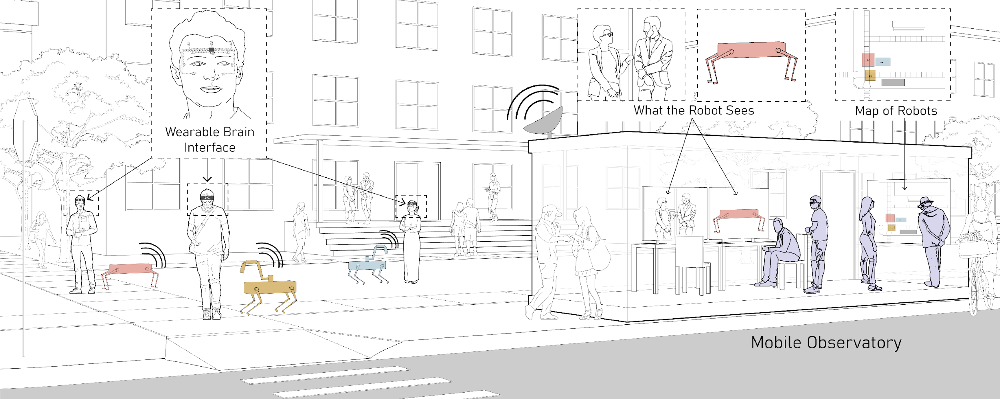 Wearable Brain
Interface
What the Robot Sees
Map of Robots
Mobile Observatory